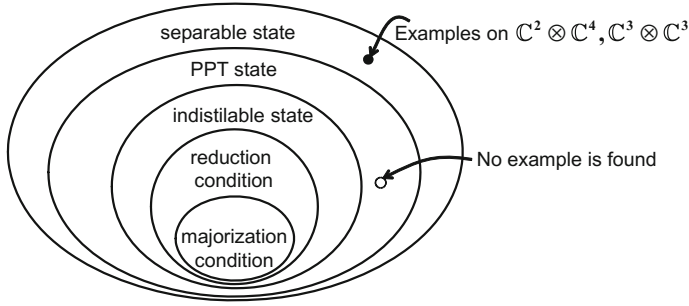 separable state
Examples on ℂ² ⊗ ℂ⁴, ℂ³ ⊗ ℂ³
PPT state
indistilable state
No example is found
reduction
condition
majorization
condition